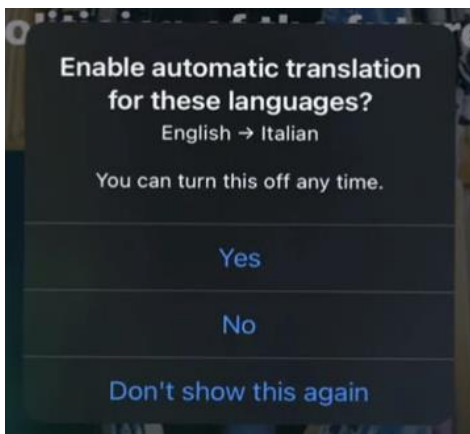 Enable automatic translation
for these languages?
English → Italian
You can turn this off any time.
Yes
No
Don't show this again